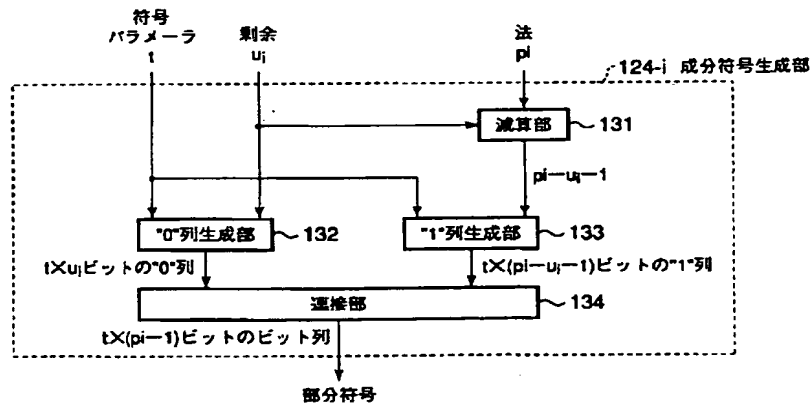 符号
パラメーラ
t
剰余
ui
法
pi
124-i 成分符号生成部
減算部
131
pi−ui−1
"0"列生成部
132
"1"列生成部
133
t×uiビットの"0"列
t×(pi−ui−1)ビットの"1"列
連接部
134
t×(pi−1)ビットのビット列
部分符号